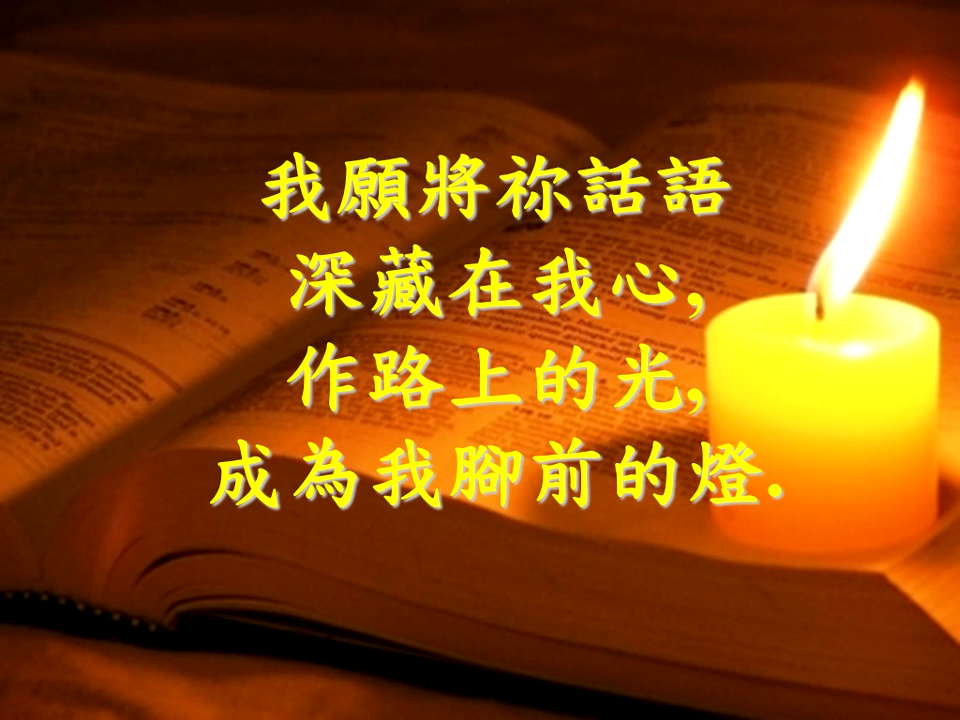 我願將祢話語
深藏在我心,
作路上的光,
成為我腳前的燈.